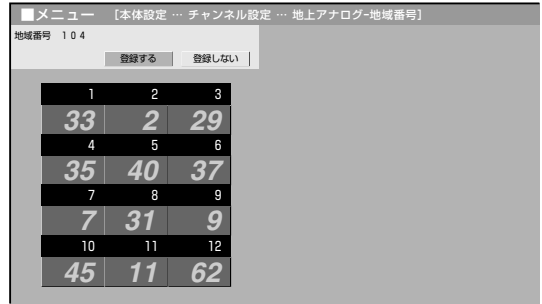 ■メニュー [本体設定 … チャンネル設定 … 地上アナログ-地域番号]
地域番号 104
登録する 登録しない
1 2 3
33 2 29
4 5 6
35 40 37
7 8 9
7 31 9
10 11 12
45 11 62